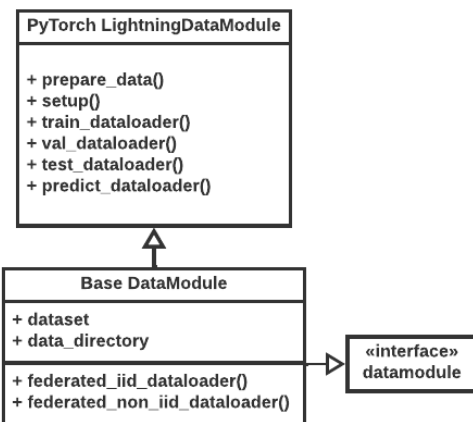 PyTorch LightningDataModule
+ prepare_data()
+ setup()
+ train_dataloader()
+ val_dataloader()
+ test_dataloader()
+ predict_dataloader()
Base DataModule
+ dataset
+ data_directory
+ federated_iid_dataloader()
+ federated_non_iid_dataloader()
«interface»
datamodule